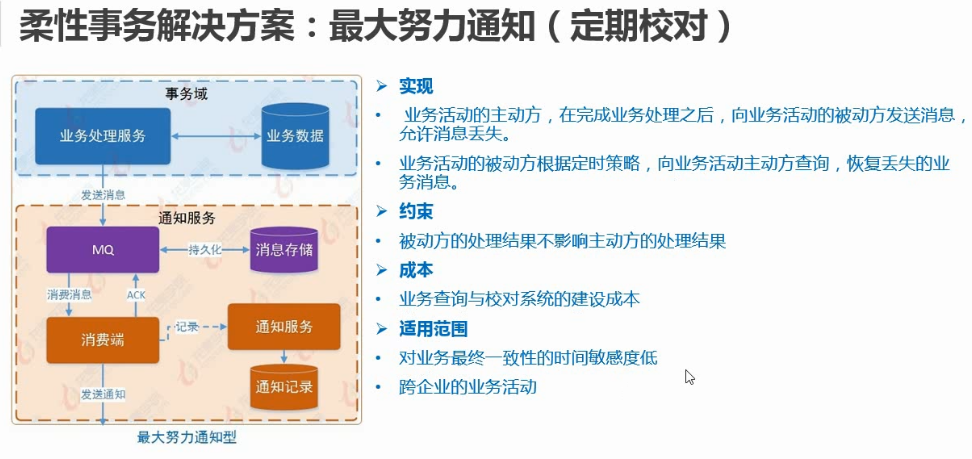 柔性事务解决方案：最大努力通知（定期校对）
事务域
业务处理服务
业务数据
发送消息
通知服务
MQ
持久化
消息存储
消费消息
ACK
消费端
记录
通知服务
通知记录
发送通知
最大努力通知型
➢ 实现
• 业务活动的主动方，在完成业务处理之后，向业务活动的被动方发送消息，
允许消息丢失。
• 业务活动的被动方根据定时策略，向业务活动主动方查询，恢复丢失的业
务消息。
➢ 约束
• 被动方的处理结果不影响主动方的处理结果
➢ 成本
• 业务查询与校对系统的建设成本
➢ 适用范围
• 对业务最终一致性的时间敏感度低
• 跨企业的业务活动